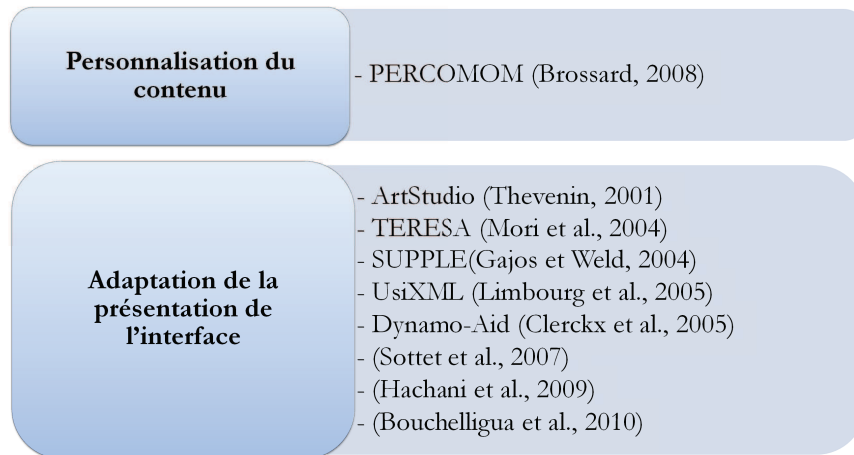 Personnalisation du
contenu
- PERCOMOM (Brossard, 2008)
Adaptation de la
présentation de
l’interface
- ArtStudio (Thevenin, 2001)
- TERESA (Mori et al., 2004)
- SUPPLE(Gajos et Weld, 2004)
- UsiXML (Limbourg et al., 2005)
- Dynamo-Aid (Clerckx et al., 2005)
- (Sottet et al., 2007)
- (Hachani et al., 2009)
- (Bouchelligua et al., 2010)